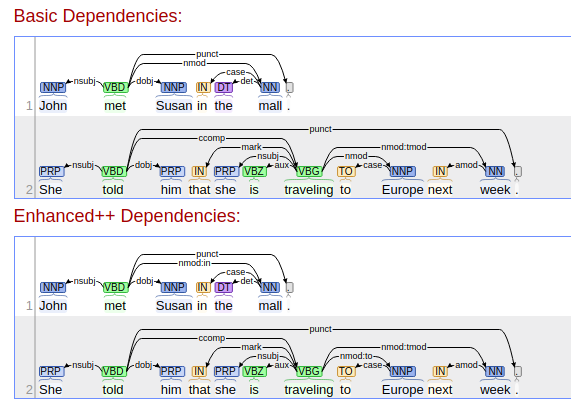 Basic Dependencies:
punct
nmod
case
nsubj dobj det
NNP VBD NNP IN DT NN .
1 John met Susan in the mall .
punct
ccomp
mark nmod:tmod
nsubj nmod
nsubj dobj aux case amod
PRP VBD PRP IN PRP VBZ VBG TO NNP IN NN .
2 She told him that she is traveling to Europe next week .
Enhanced++ Dependencies:
punct
nmod:in
case
nsubj dobj det
NNP VBD NNP IN DT NN .
1 John met Susan in the mall .
punct
ccomp
mark nmod:tmod
nsubj nmod:to
nsubj dobj aux case amod
PRP VBD PRP IN PRP VBZ VBG TO NNP IN NN .
2 She told him that she is traveling to Europe next week .